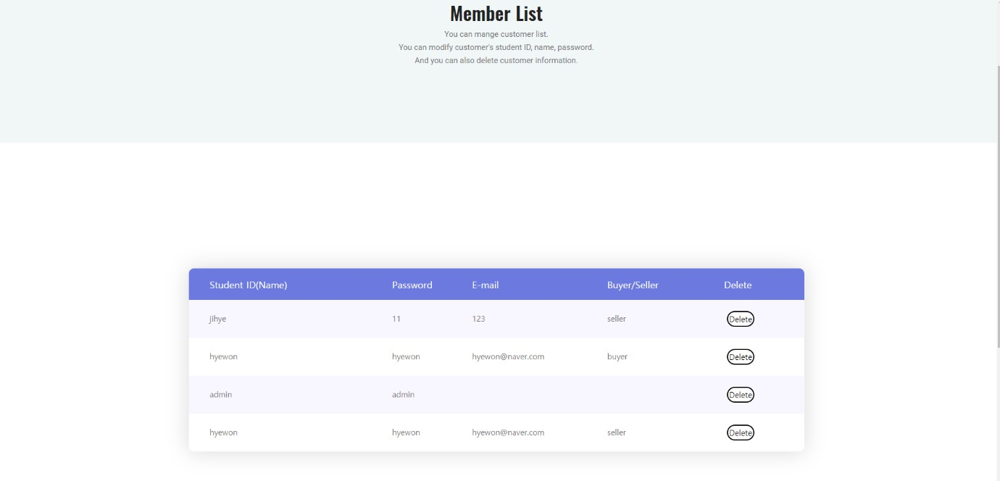 Member List
You can mange customer list.
You can modify customer's student ID, name, password.
And you can also delete customer information.
Student ID(Name) Password E-mail Buyer/Seller Delete
jihye 11 123 seller Delete
hyewon hyewon hyewon@naver.com buyer Delete
admin admin Delete
hyewon hyewon hyewon@naver.com seller Delete